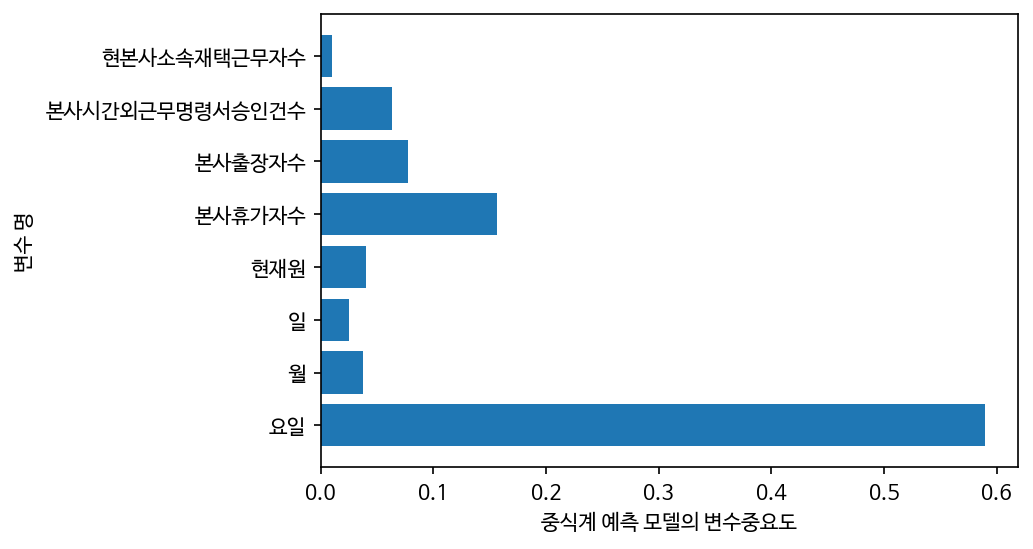 현본사소속재택근무자수
본사시간외근무명령서승인건수
본사출장자수
본사휴가자수
현재원
일
월
요일
변수 명
0.0 0.1 0.2 0.3 0.4 0.5 0.6
중식계 예측 모델의 변수중요도